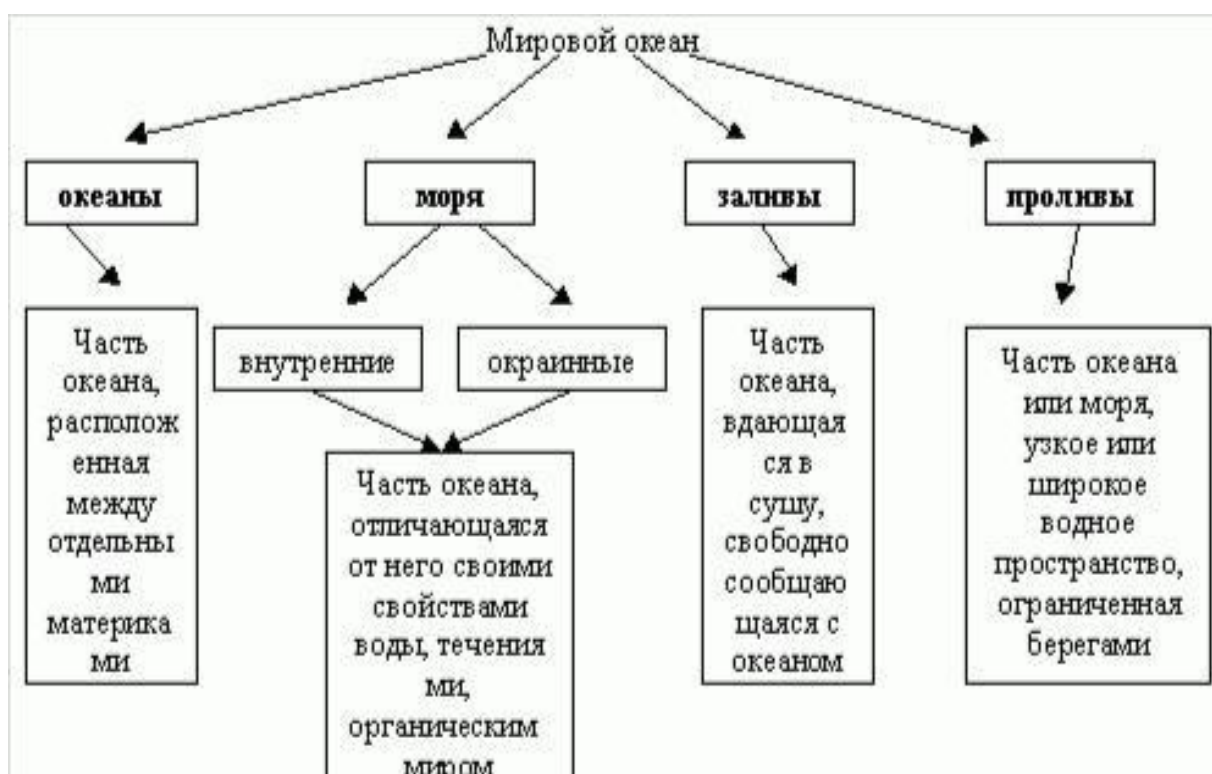 Мировой океан
океаны
моря
заливы
проливы
Часть
океана,
располож
енная
между
отдельны
ми
материка
ми
внутренние
окраинные
Часть океана,
отличающаяся
от него своими
свойствами
воды, течения
ми,
органическим
миром
Часть
океана,
вдающая
ся в
сушу,
свободно
сообщаю
щаяся с
океаном
Часть океана
или моря,
узкое или
широкое
водное
пространство,
ограниченная
берегами